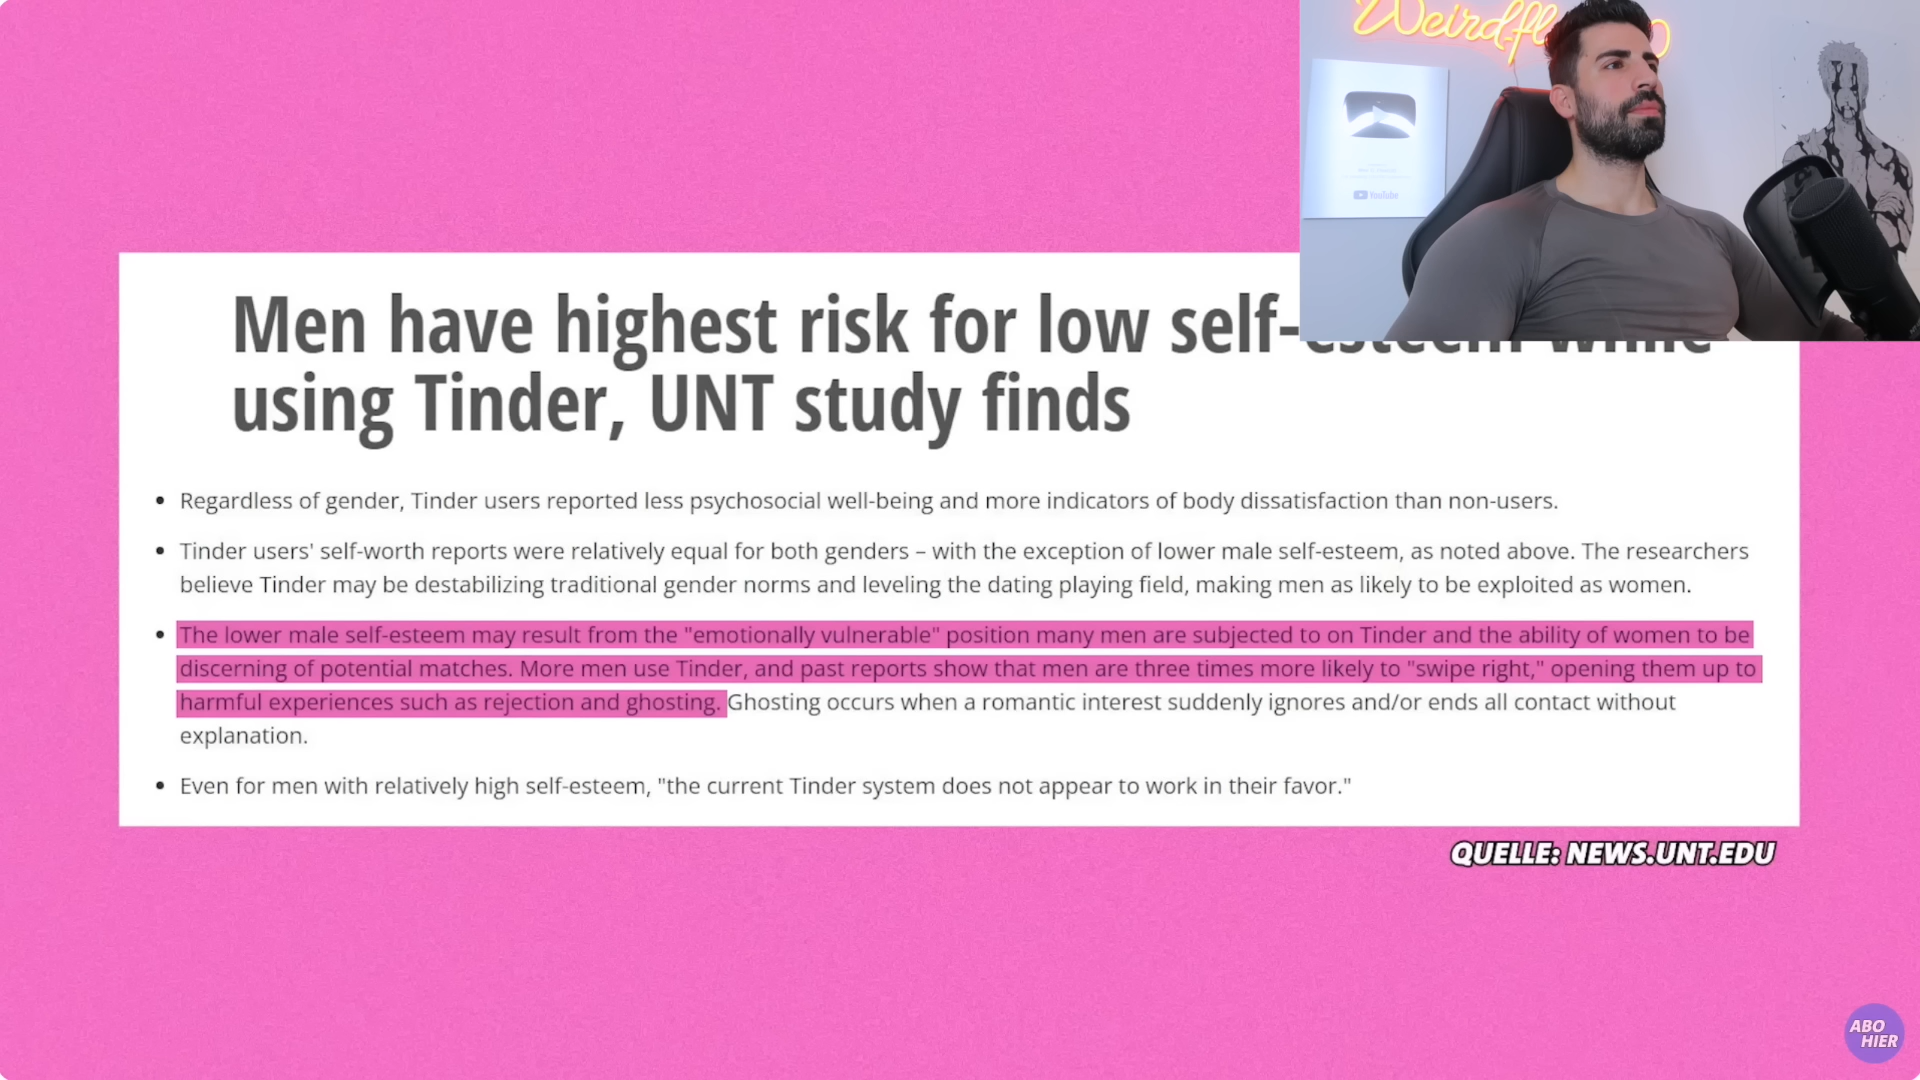 Weirdfl
YouTube
Men have highest risk for low self-esteem while
using Tinder, UNT study finds
• Regardless of gender, Tinder users reported less psychosocial well-being and more indicators of body dissatisfaction than non-users.
• Tinder users' self-worth reports were relatively equal for both genders – with the exception of lower male self-esteem, as noted above. The researchers
believe Tinder may be destabilizing traditional gender norms and leveling the dating playing field, making men as likely to be exploited as women.
• The lower male self-esteem may result from the "emotionally vulnerable" position many men are subjected to on Tinder and the ability of women to be
discerning of potential matches. More men use Tinder, and past reports show that men are three times more likely to "swipe right," opening them up to
harmful experiences such as rejection and ghosting. Ghosting occurs when a romantic interest suddenly ignores and/or ends all contact without
explanation.
• Even for men with relatively high self-esteem, "the current Tinder system does not appear to work in their favor."
QUELLE: NEWS.UNT.EDU
ABO
HIER